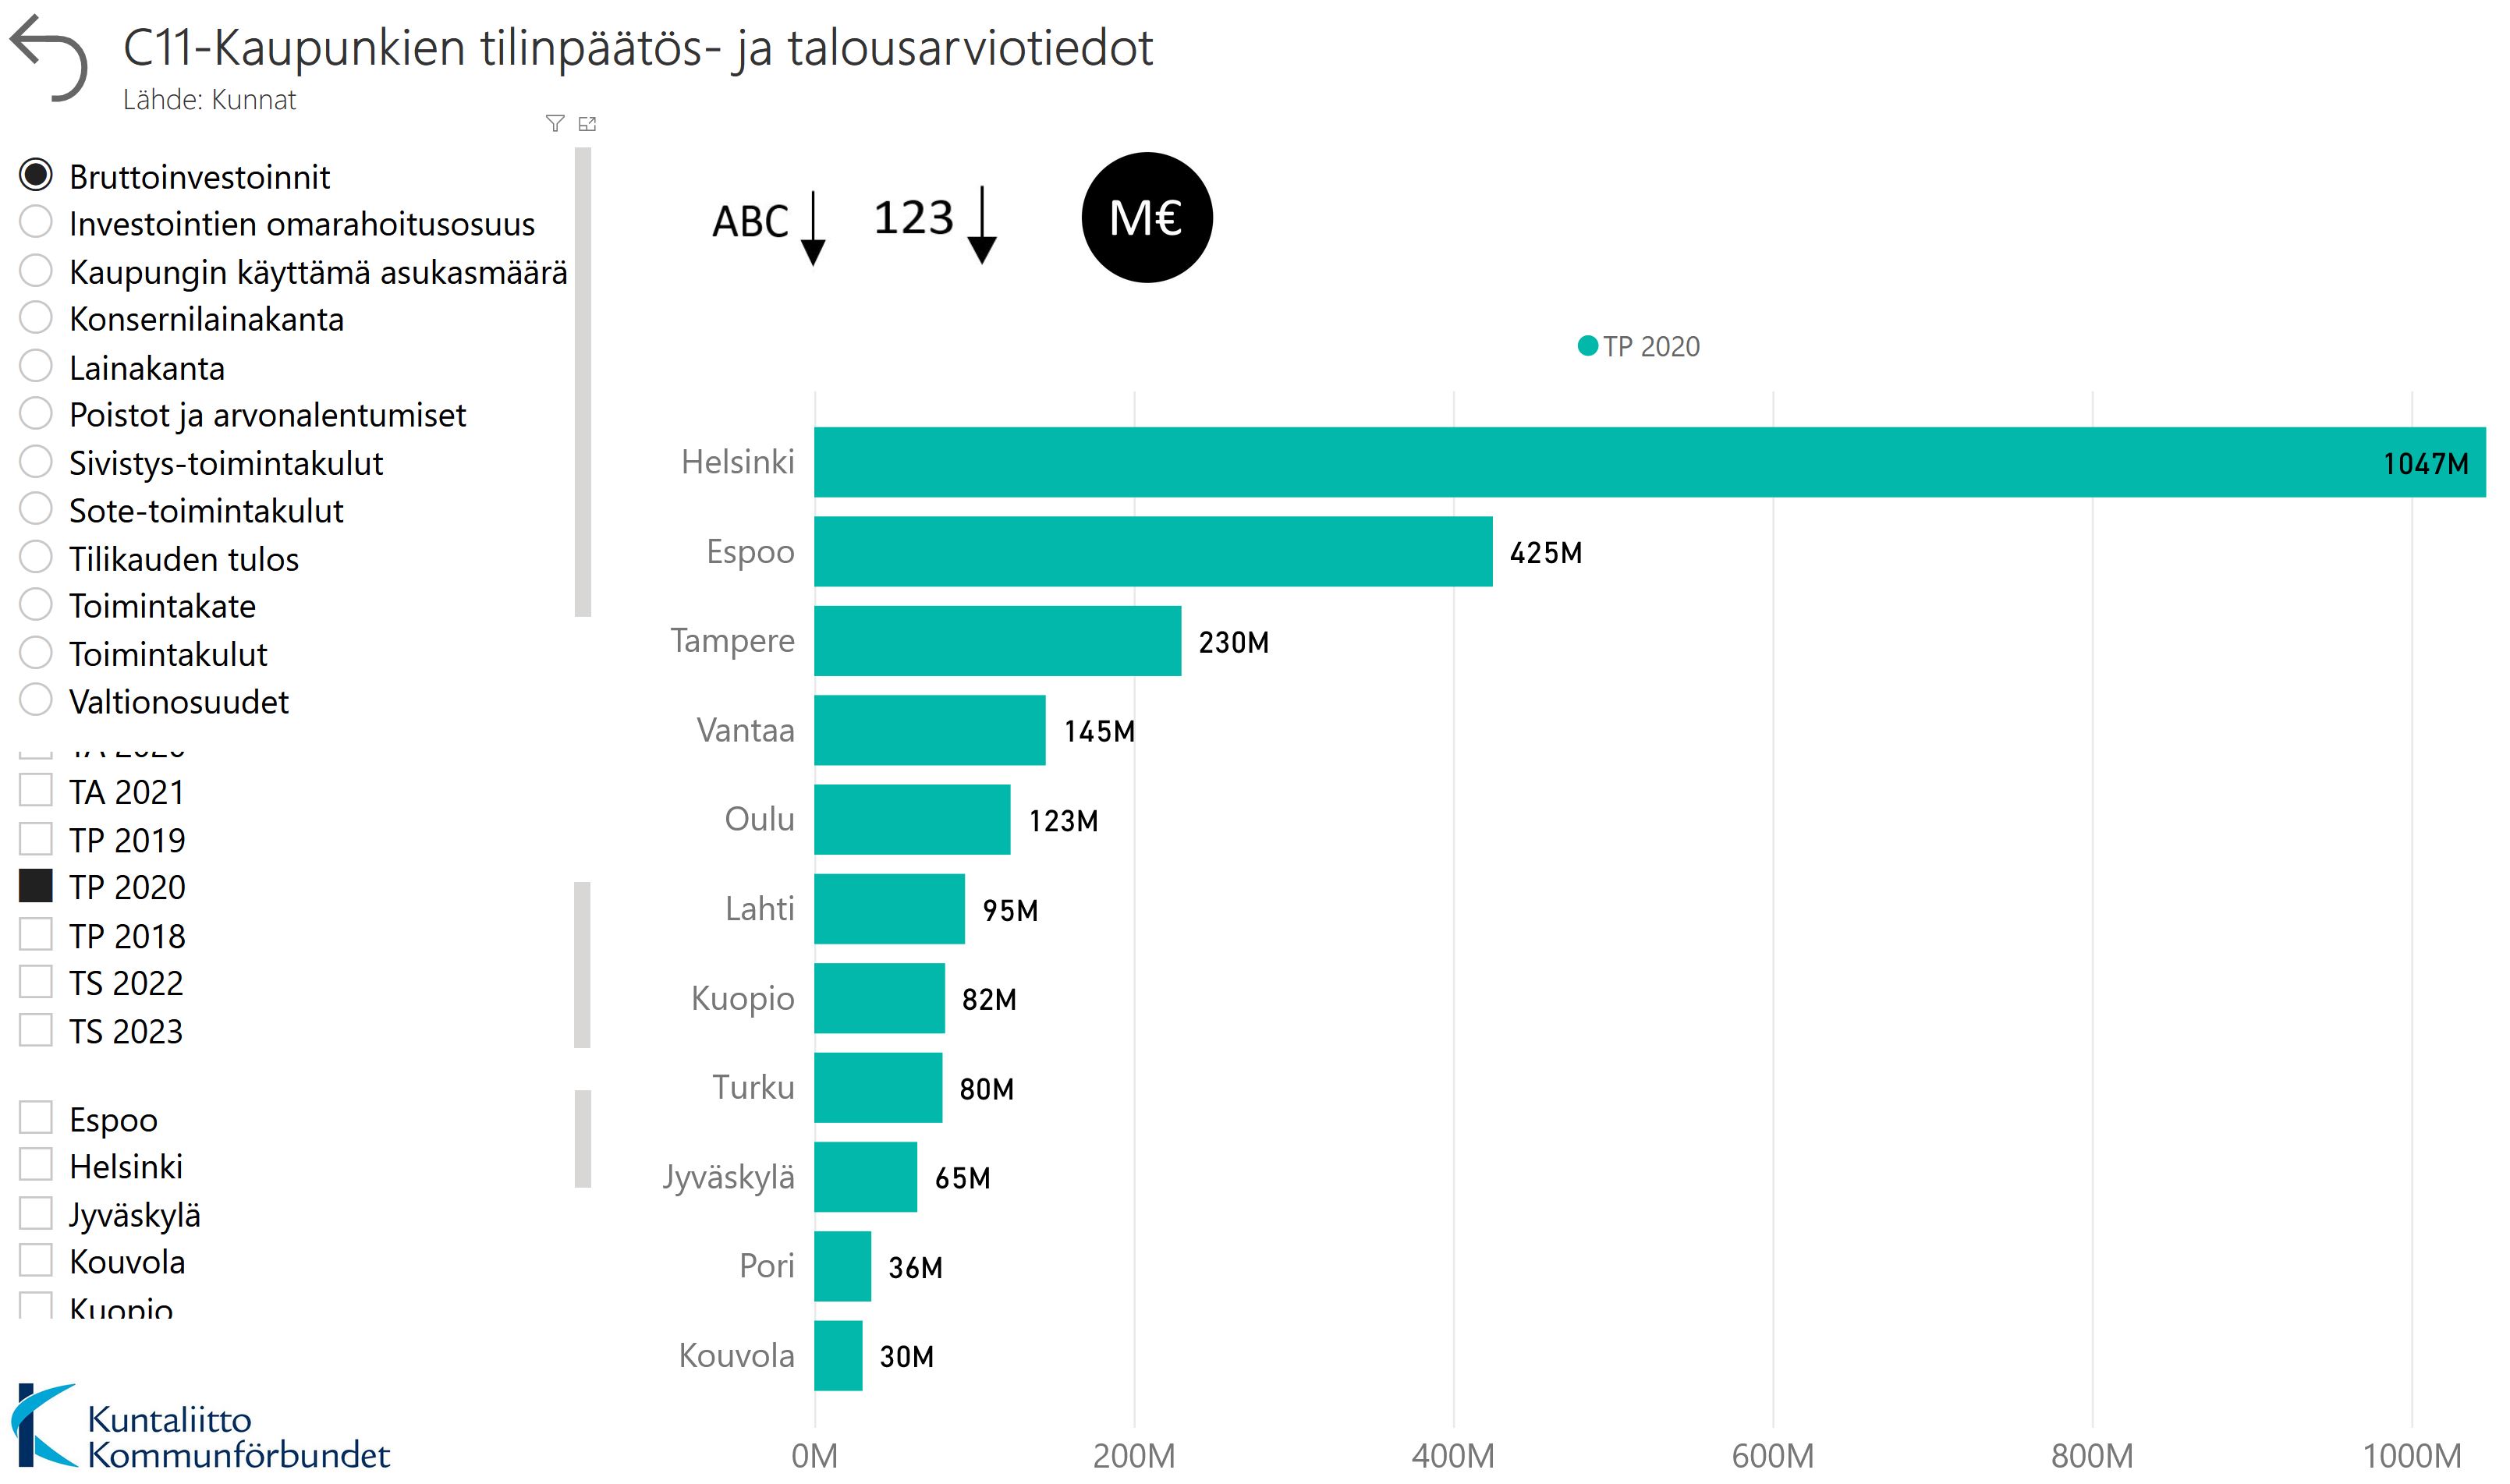 C11-Kaupunkien tilinpäätös- ja talousarviotiedot
Lähde: Kunnat
Bruttoinvestoinnit
Investointien omarahoitusosuus
Kaupungin käyttämä asukasmäärä
Konsernilainakanta
Lainakanta
Poistot ja arvonalentumiset
Sivistys-toimintakulut
Sote-toimintakulut
Tilikauden tulos
Toimintakate
Toimintakulut
Valtionosuudet
TA 2020
TA 2021
TP 2019
TP 2020
TP 2018
TS 2022
TS 2023
Espoo
Helsinki
Jyväskylä
Kouvola
Kuopio
Kuntaliitto
Kommunförbundet
ABC 123 M€
TP 2020
Helsinki 1047M
Espoo 425M
Tampere 230M
Vantaa 145M
Oulu 123M
Lahti 95M
Kuopio 82M
Turku 80M
Jyväskylä 65M
Pori 36M
Kouvola 30M
0M 200M 400M 600M 800M 1000M